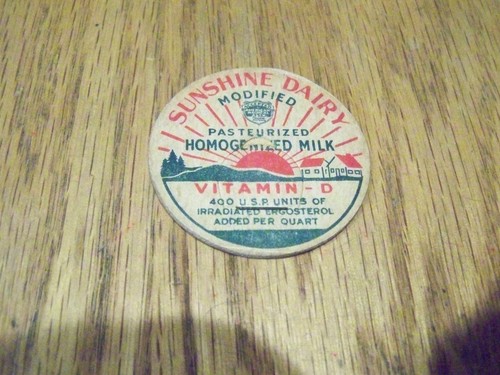 SUNSHINE DAIRY
MODIFIED
PASTEURIZED
HOMOGENIZED MILK
VITAMIN-D
400 U.S.P. UNITS OF
IRRADIATED ERGOSTEROL
ADDED PER QUART